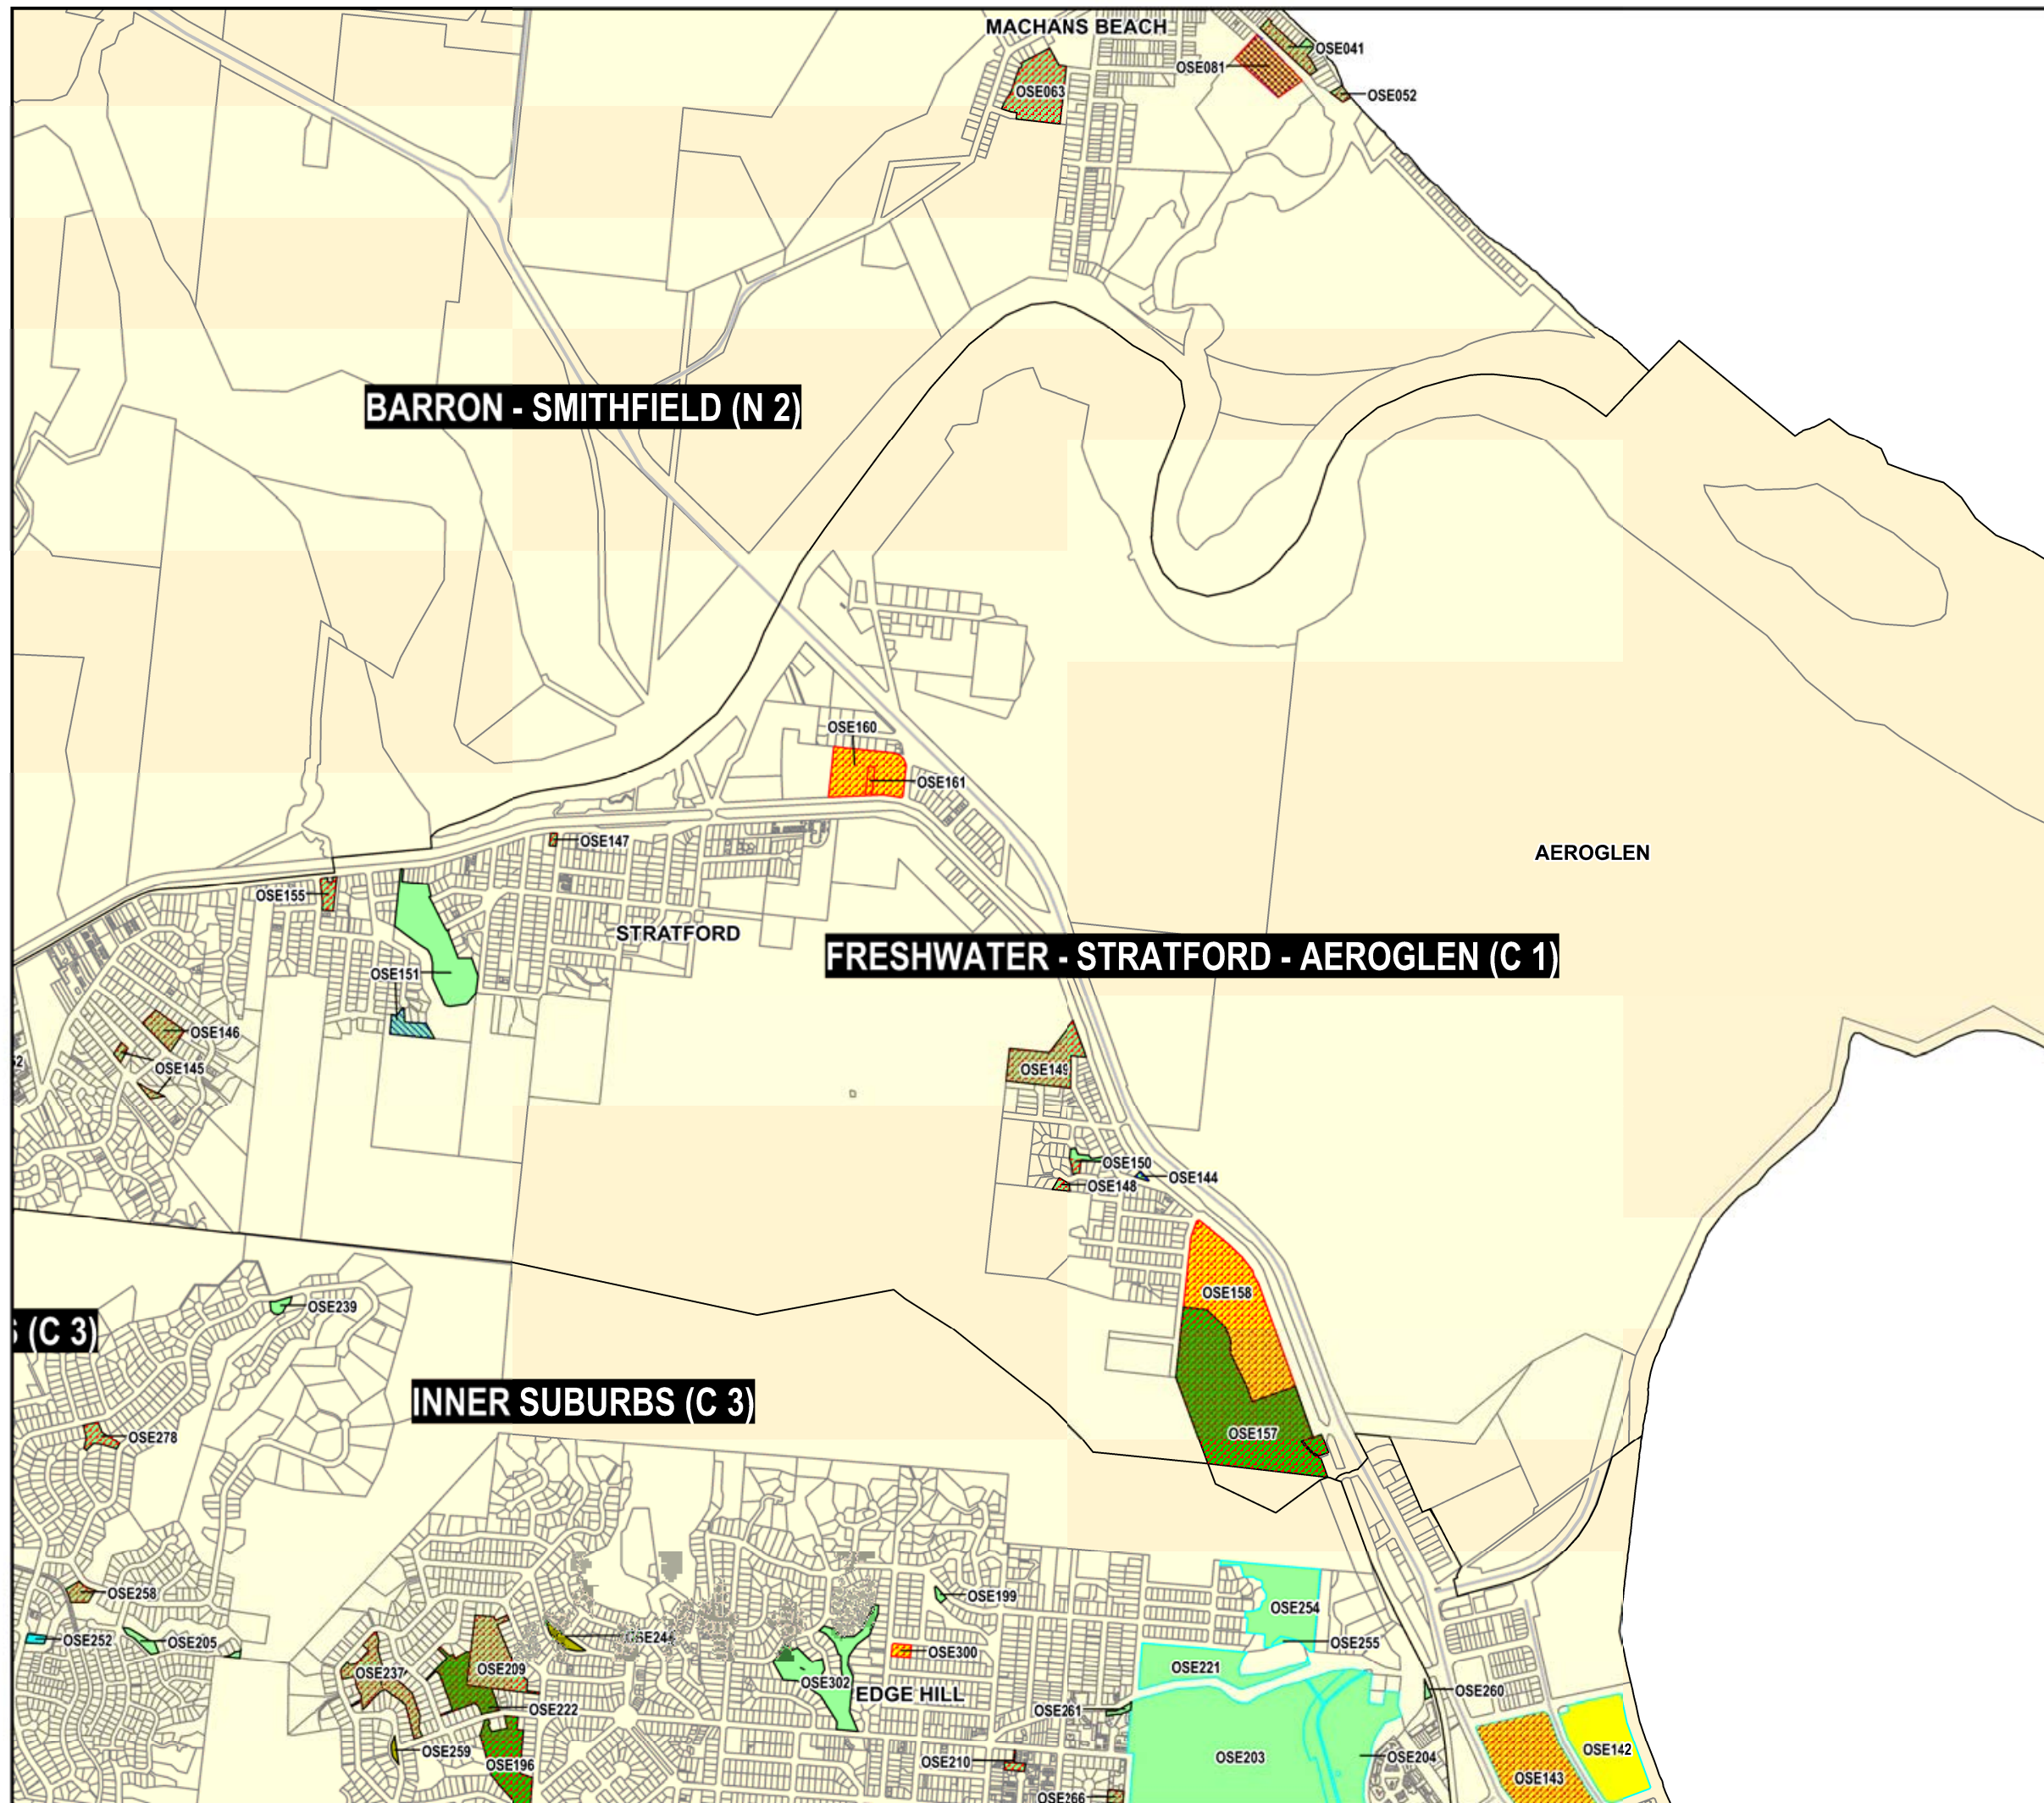 MACHANS BEACH
OSE041
OSE081
OSE063
OSE052
BARRON - SMITHFIELD (N 2)
OSE160
OSE161
OSE147
AEROGLEN
OSE155
STRATFORD
FRESHWATER - STRATFORD - AEROGLEN (C 1)
OSE151
OSE146
OSE145
OSE149
OSE150
OSE144
OSE148
OSE158
OSE239
(C 3)
INNER SUBURBS (C 3)
OSE278
OSE157
OSE258
OSE199
OSE254
OSE252
OSE205
OSE244
OSE255
OSE300
OSE237
OSE209
OSE221
OSE302
EDGE HILL
OSE260
OSE222
OSE261
OSE259
OSE196
OSE210
OSE203
OSE204
OSE142
OSE143
OSE266